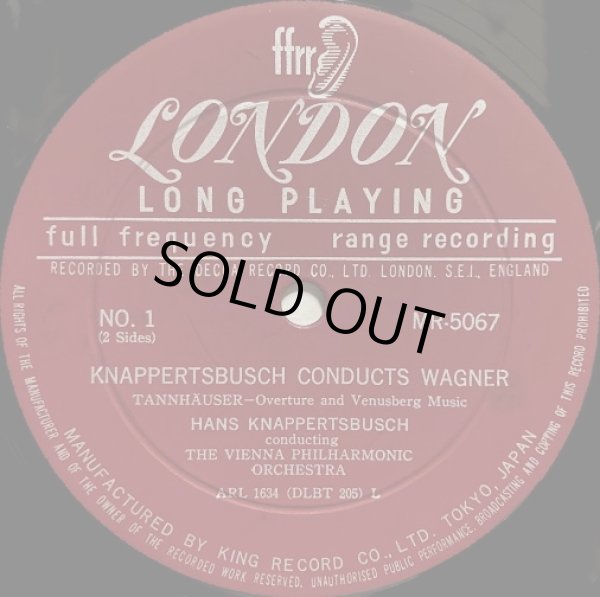 ffrr
LONDON
LONG PLAYING
full frequency range recording
RECORDED BY THE DECCA RECORD CO., LTD. LONDON. S.E.I., ENGLAND
SOLD OUT
NO. 1
(2 Sides)
MR-5067
KNAPPERTSBUSCH CONDUCTS WAGNER
TANNHÄUSER—Overture and Venusberg Music
HANS KNAPPERTSBUSCH
conducting
THE VIENNA PHILHARMONIC
ORCHESTRA
ARL 1634 (DLBT 205) L
MANUFACTURED BY KING RECORD CO., LTD. TOKYO, JAPAN
ALL RIGHTS OF THE MANUFACTURER AND OF THE OWNER OF THE RECORDED WORK RESERVED, UNAUTHORISED PUBLIC PERFORMANCE, BROADCASTING AND COPYING OF THIS RECORD PROHIBITED